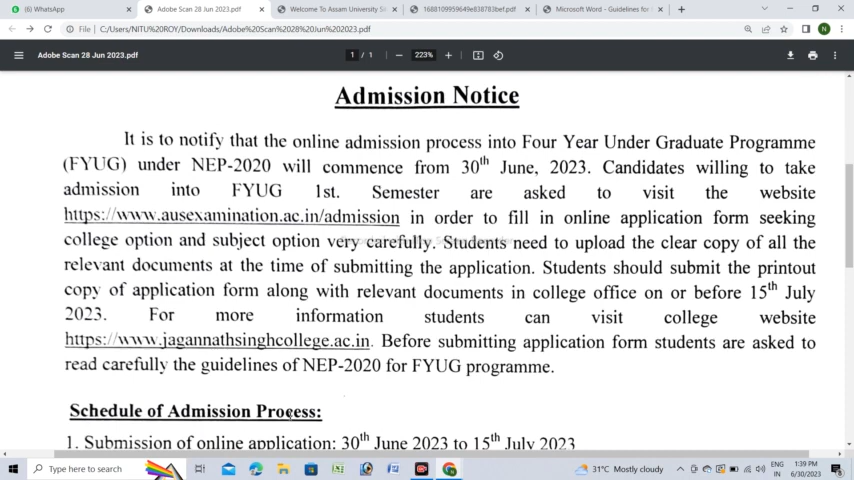 (6) WhatsApp
Adobe Scan 28 Jun 2023.pdf
Welcome To Assam University Sil
1688109959649e838783bef.pdf
Microsoft Word - Guidelines for
File | C:/Users/NITU%20ROY/Downloads/Adobe%20Scan%2028%20Jun%202023.pdf
N
Adobe Scan 28 Jun 2023.pdf
1 / 1
223%
Admission Notice
It is to notify that the online admission process into Four Year Under Graduate Programme
(FYUG) under NEP-2020 will commence from 30th June, 2023. Candidates willing to take
admission into FYUG 1st. Semester are asked to visit the website
https://www.ausexamination.ac.in/admission in order to fill in online application form seeking
college option and subject option very carefully. Students need to upload the clear copy of all the
relevant documents at the time of submitting the application. Students should submit the printout
copy of application form along with relevant documents in college office on or before 15th July
2023. For more information students can visit college website
https://www.jagannathsinghcollege.ac.in. Before submitting application form students are asked to
read carefully the guidelines of NEP-2020 for FYUG programme.
Schedule of Admission Process:
1. Submission of online application: 30th June 2023 to 15th July 2023
Type here to search
31°C Mostly cloudy
ENG
IN
1:39 PM
6/30/2023